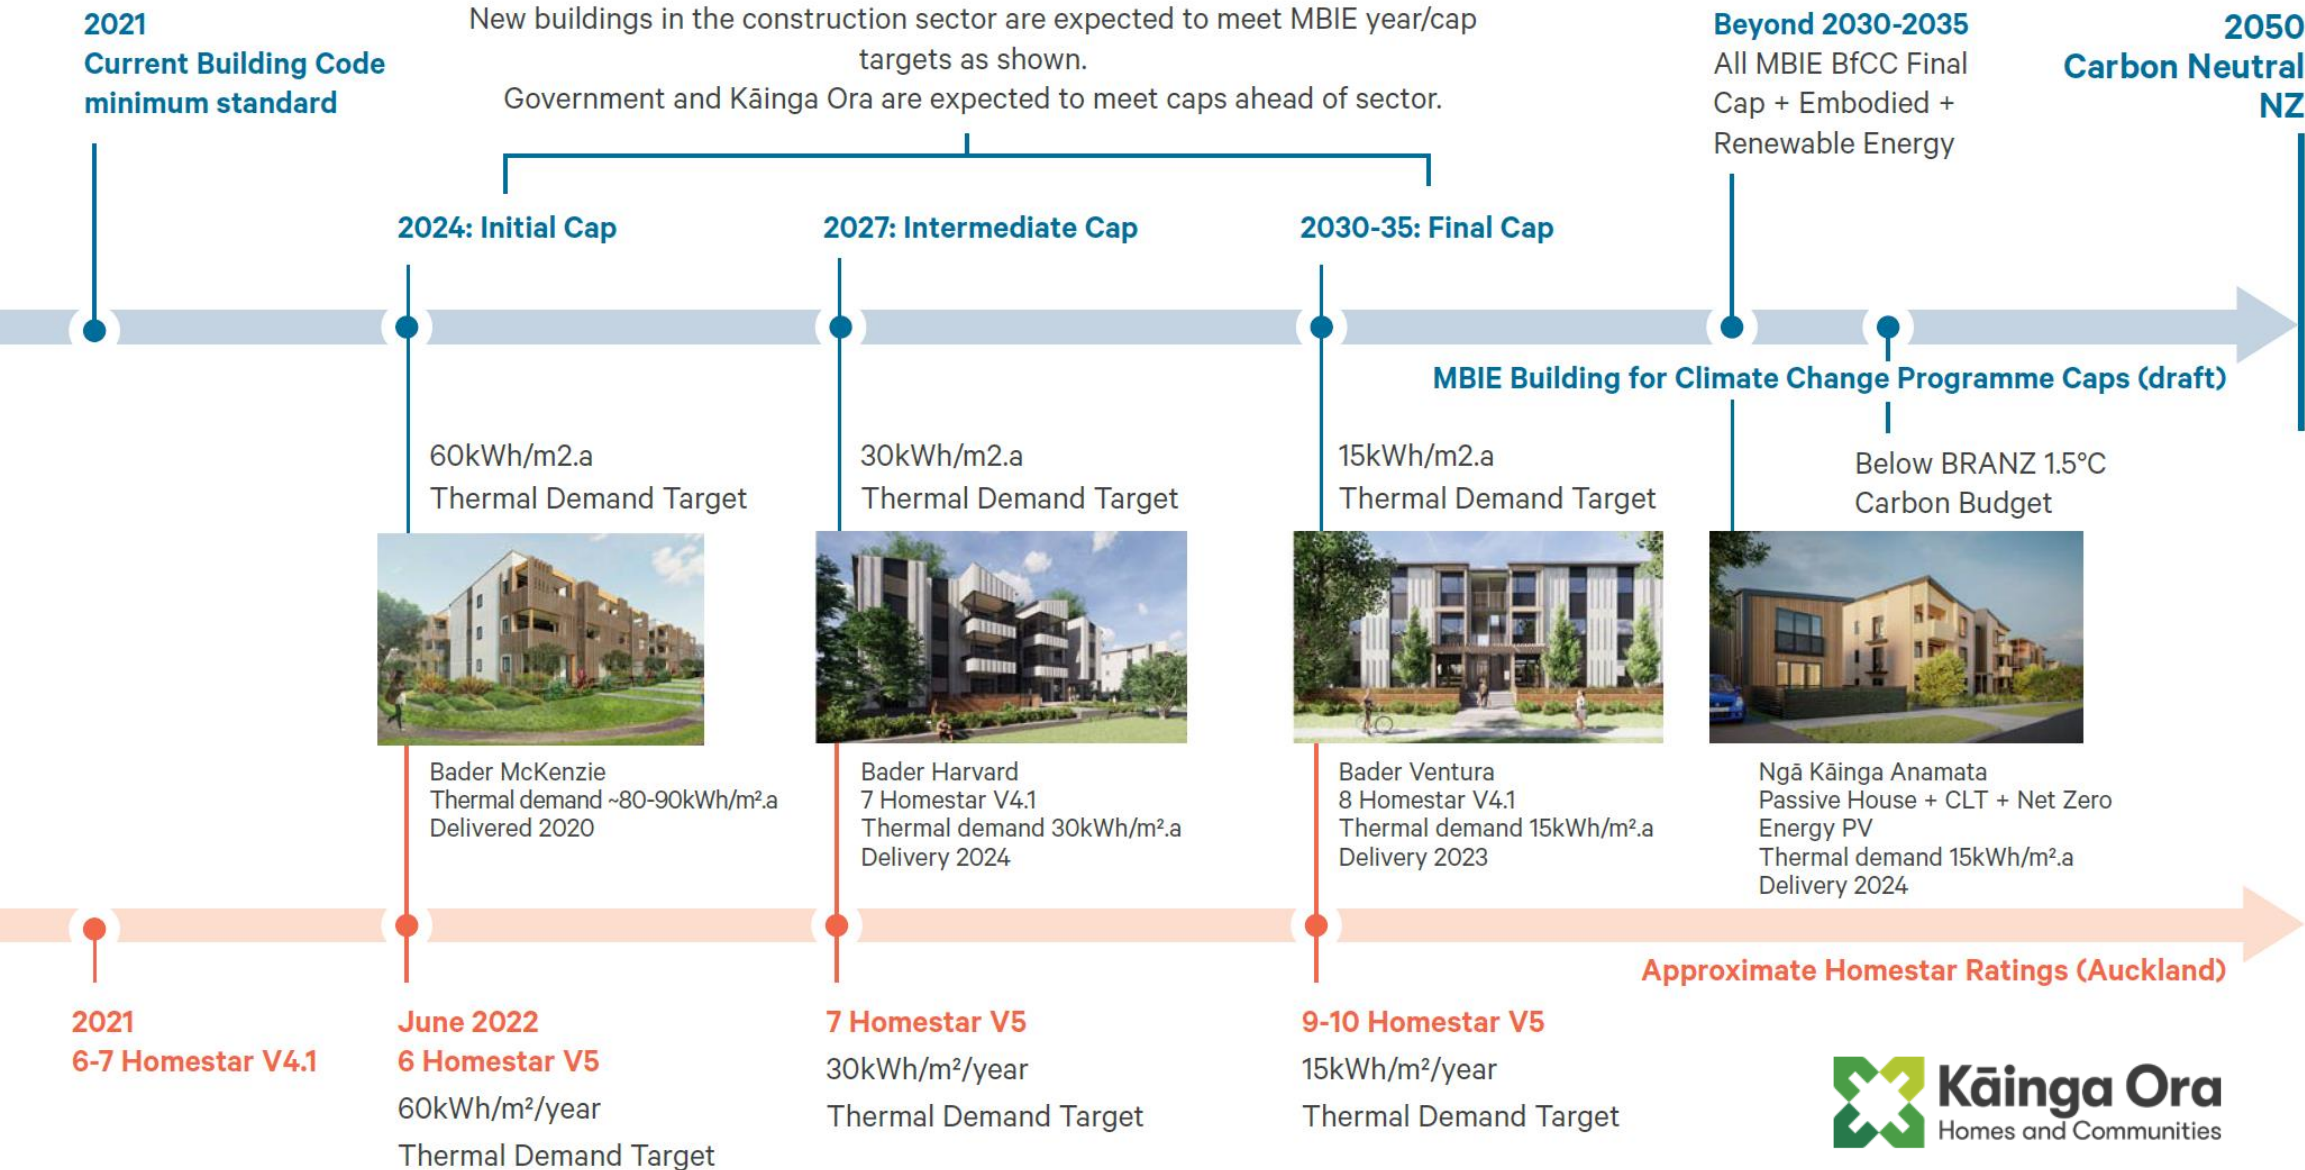 2021
Current Building Code
minimum standard
New buildings in the construction sector are expected to meet MBIE year/cap
targets as shown.
Government and Kāinga Ora are expected to meet caps ahead of sector.
Beyond 2030-2035
All MBIE BfCC Final
Cap + Embodied +
Renewable Energy
2050
Carbon Neutral
NZ
2024: Initial Cap
2027: Intermediate Cap
2030-35: Final Cap
MBIE Building for Climate Change Programme Caps (draft)
60kWh/m2.a
Thermal Demand Target
30kWh/m2.a
Thermal Demand Target
15kWh/m2.a
Thermal Demand Target
Below BRANZ 1.5°C
Carbon Budget
Bader McKenzie
Thermal demand ~80-90kWh/m².a
Delivered 2020
Bader Harvard
7 Homestar V4.1
Thermal demand 30kWh/m².a
Delivery 2024
Bader Ventura
8 Homestar V4.1
Thermal demand 15kWh/m².a
Delivery 2023
Ngā Kāinga Anamata
Passive House + CLT + Net Zero
Energy PV
Thermal demand 15kWh/m².a
Delivery 2024
Approximate Homestar Ratings (Auckland)
2021
6-7 Homestar V4.1
June 2022
6 Homestar V5
60kWh/m²/year
Thermal Demand Target
7 Homestar V5
30kWh/m²/year
Thermal Demand Target
9-10 Homestar V5
15kWh/m²/year
Thermal Demand Target
Kāinga Ora
Homes and Communities